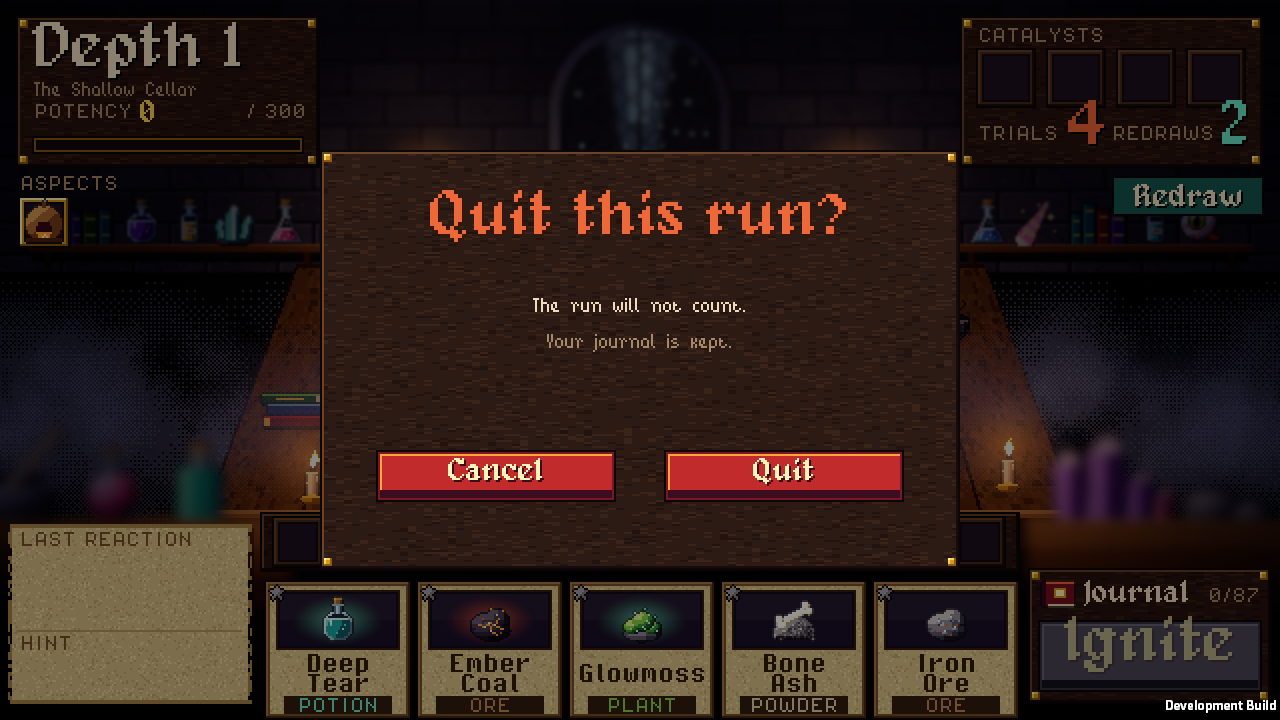 Depth 1
The Shallow Cellar
POTENCY 0 / 300
ASPECTS
CATALYSTS
TRIALS 4 REDRAWS 2
Redraw
Quit this run?
The run will not count.
Your journal is kept.
Cancel
Quit
LAST REACTION
HINT
Deep
Tear
POTION
Ember
Coal
ORE
Glowmoss
PLANT
Bone
Ash
POWDER
Iron
Ore
ORE
Journal 0/87
Ignite
Development Build